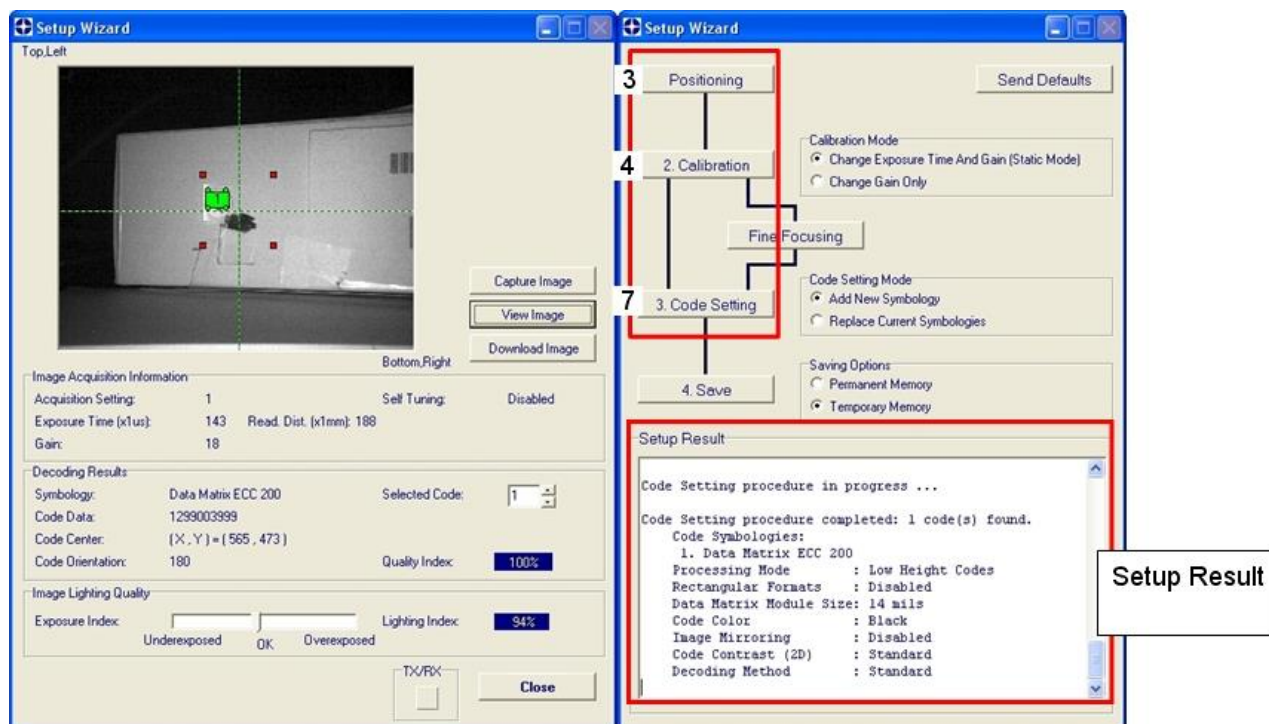 Setup Wizard
Top,Left
Capture Image
View Image
Download Image
Bottom,Right
Image Acquisition Information
Acquisition Setting: 1 Self Tuning: Disabled
Exposure Time (x1us): 143 Read. Dist. (x1mm): 188
Gain: 18
Decoding Results
Symbology: Data Matrix ECC 200 Selected Code: 1
Code Data: 1299003999
Code Center: (X,Y)=(565,473)
Code Orientation: 180 Quality Index: 100%
Image Lighting Quality
Exposure Index: Lighting Index: 94%
Underexposed OK Overexposed
TX/RX
Close
Setup Wizard
3 Positioning Send Defaults
Calibration Mode
4 2. Calibration Change Exposure Time And Gain (Static Mode)
Change Gain Only
Fine Focusing
Code Setting Mode
7 3. Code Setting Add New Symbology
Replace Current Symbologies
Saving Options
4. Save Permanent Memory
Temporary Memory
Setup Result
Code Setting procedure in progress ...
Code Setting procedure completed: 1 code(s) found.
Code Symbologies:
1. Data Matrix ECC 200
Processing Mode : Low Height Codes
Rectangular Formats : Disabled
Data Matrix Module Size: 14 mils
Code Color : Black
Image Mirroring : Disabled
Code Contrast (2D) : Standard
Decoding Method : Standard
Setup Result